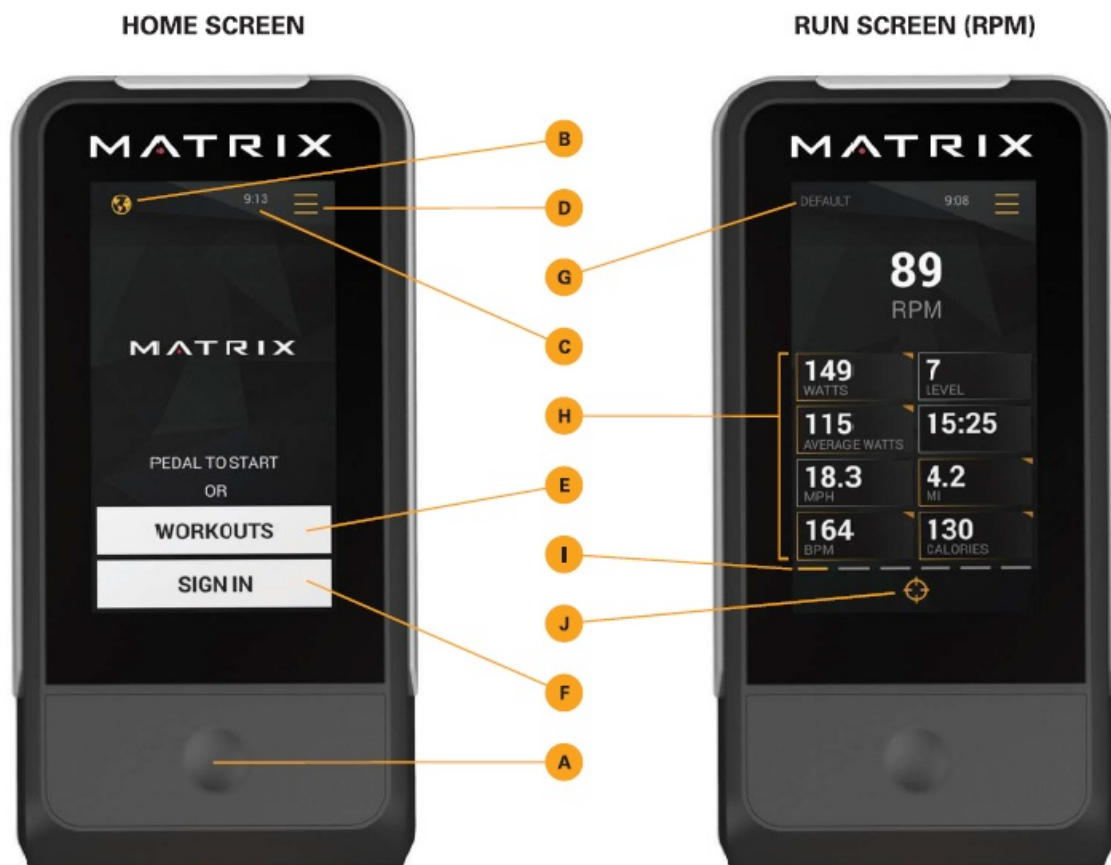 HOME SCREEN
RUN SCREEN (RPM)
MATRIX
9:13
MATRIX
PEDAL TO START
OR
WORKOUTS
SIGN IN
B
D
G
C
H
E
I
J
F
A
MATRIX
DEFAULT 9:08
89
RPM
149
WATTS
7
LEVEL
115
AVERAGE WATTS
15:25
18.3
MPH
4.2
MI
164
BPM
130
CALORIES